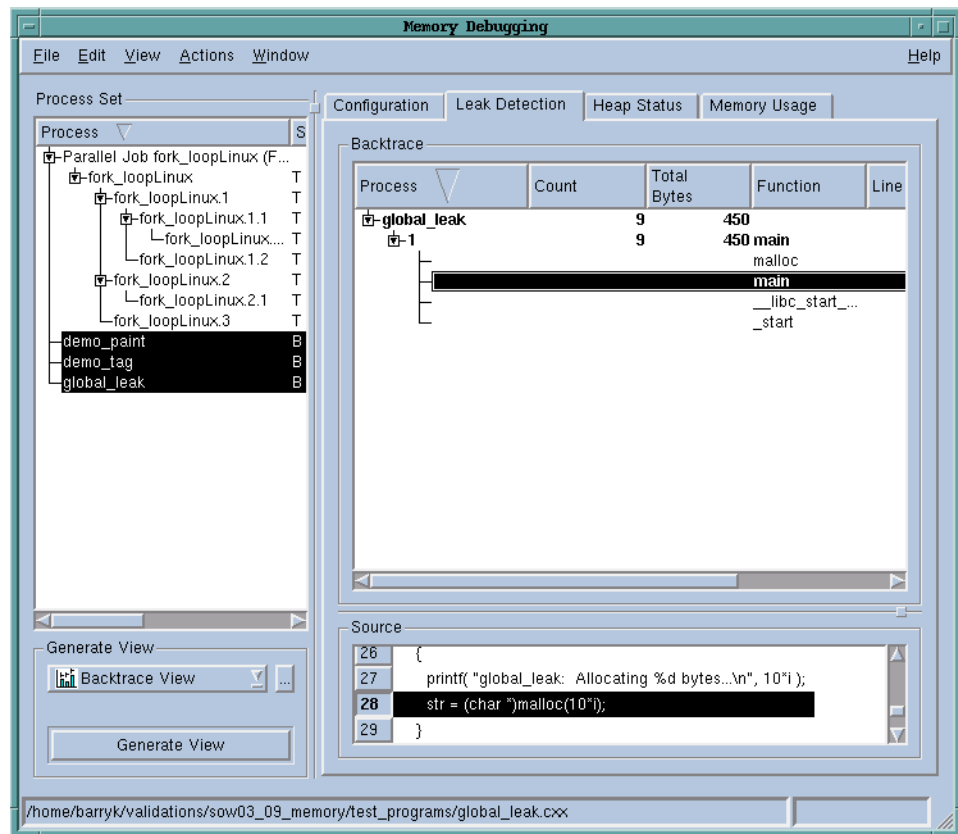 Memory Debugging
File Edit View Actions Window Help
Process Set
Process S
Parallel Job fork_loopLinux (F...
fork_loopLinux T
fork_loopLinux.1 T
fork_loopLinux.1.1 T
fork_loopLinux.... T
fork_loopLinux.1.2 T
fork_loopLinux.2 T
fork_loopLinux.2.1 T
fork_loopLinux.3 T
demo_paint B
demo_tag B
global_leak B
Generate View
Backtrace View ...
Generate View
Configuration Leak Detection Heap Status Memory Usage
Backtrace
Process Count Total Bytes Function Line
global_leak 9 450
1 9 450 main
malloc
main
__libc_start_...
_start
Source
26 {
27 printf( "global_leak: Allocating %d bytes...\n", 10*i );
28 str = (char *)malloc(10*i);
29 }
/home/barryk/validations/sow03_09_memory/test_programs/global_leak.cxx